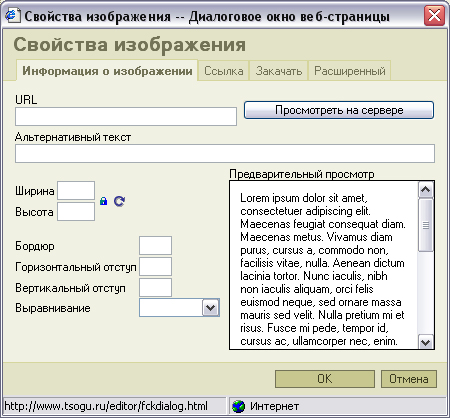 Свойства изображения -- Диалоговое окно веб-страницы
Свойства изображения
Информация о изображении Ссылка Закачать Расширенный
URL
Просмотреть на сервере
Альтернативный текст
Предварительный просмотр
Ширина
Высота
Бордюр
Горизонтальный отступ
Вертикальный отступ
Выравнивание
Lorem ipsum dolor sit amet,
consectetuer adipiscing elit.
Maecenas feugiat consequat diam.
Maecenas metus. Vivamus diam
purus, cursus a, commodo non,
facilisis vitae, nulla. Aenean dictum
lacinia tortor. Nunc iaculis, nibh
non iaculis aliquam, orci felis
euismod neque, sed ornare massa
mauris sed velit. Nulla pretium mi et
risus. Fusce mi pede, tempor id,
cursus ac, ullamcorper nec, enim.
OK Отмена
http://www.tsogu.ru/editor/fckdialog.html Интернет